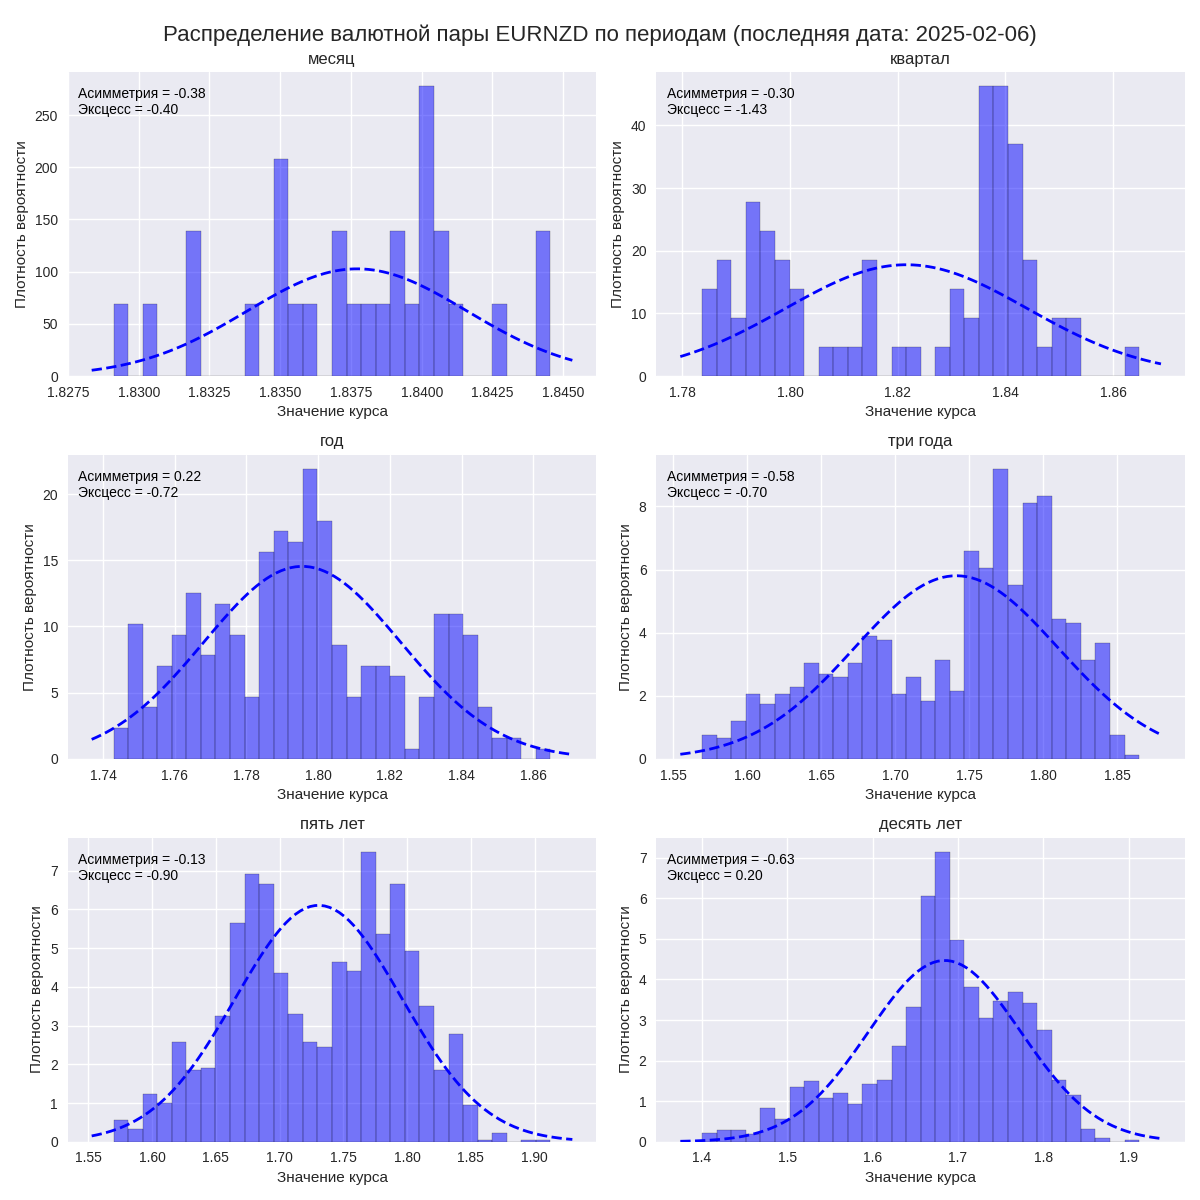 Распределение валютной пары EURNZD по периодам (последняя дата: 2025-02-06)
месяц
Асимметрия = -0.38
Эксцесс = -0.40
Плотность вероятности
250
200
150
100
50
0
1.8275 1.8300 1.8325 1.8350 1.8375 1.8400 1.8425 1.8450
Значение курса
квартал
Асимметрия = -0.30
Эксцесс = -1.43
Плотность вероятности
40
30
20
10
0
1.78 1.80 1.82 1.84 1.86
Значение курса
год
Асимметрия = 0.22
Эксцесс = -0.72
Плотность вероятности
20
15
10
5
0
1.74 1.76 1.78 1.80 1.82 1.84 1.86
Значение курса
три года
Асимметрия = -0.58
Эксцесс = -0.70
Плотность вероятности
8
6
4
2
0
1.55 1.60 1.65 1.70 1.75 1.80 1.85
Значение курса
пять лет
Асимметрия = -0.13
Эксцесс = -0.90
Плотность вероятности
7
6
5
4
3
2
1
0
1.55 1.60 1.65 1.70 1.75 1.80 1.85 1.90
Значение курса
десять лет
Асимметрия = -0.63
Эксцесс = 0.20
Плотность вероятности
7
6
5
4
3
2
1
0
1.4 1.5 1.6 1.7 1.8 1.9
Значение курса